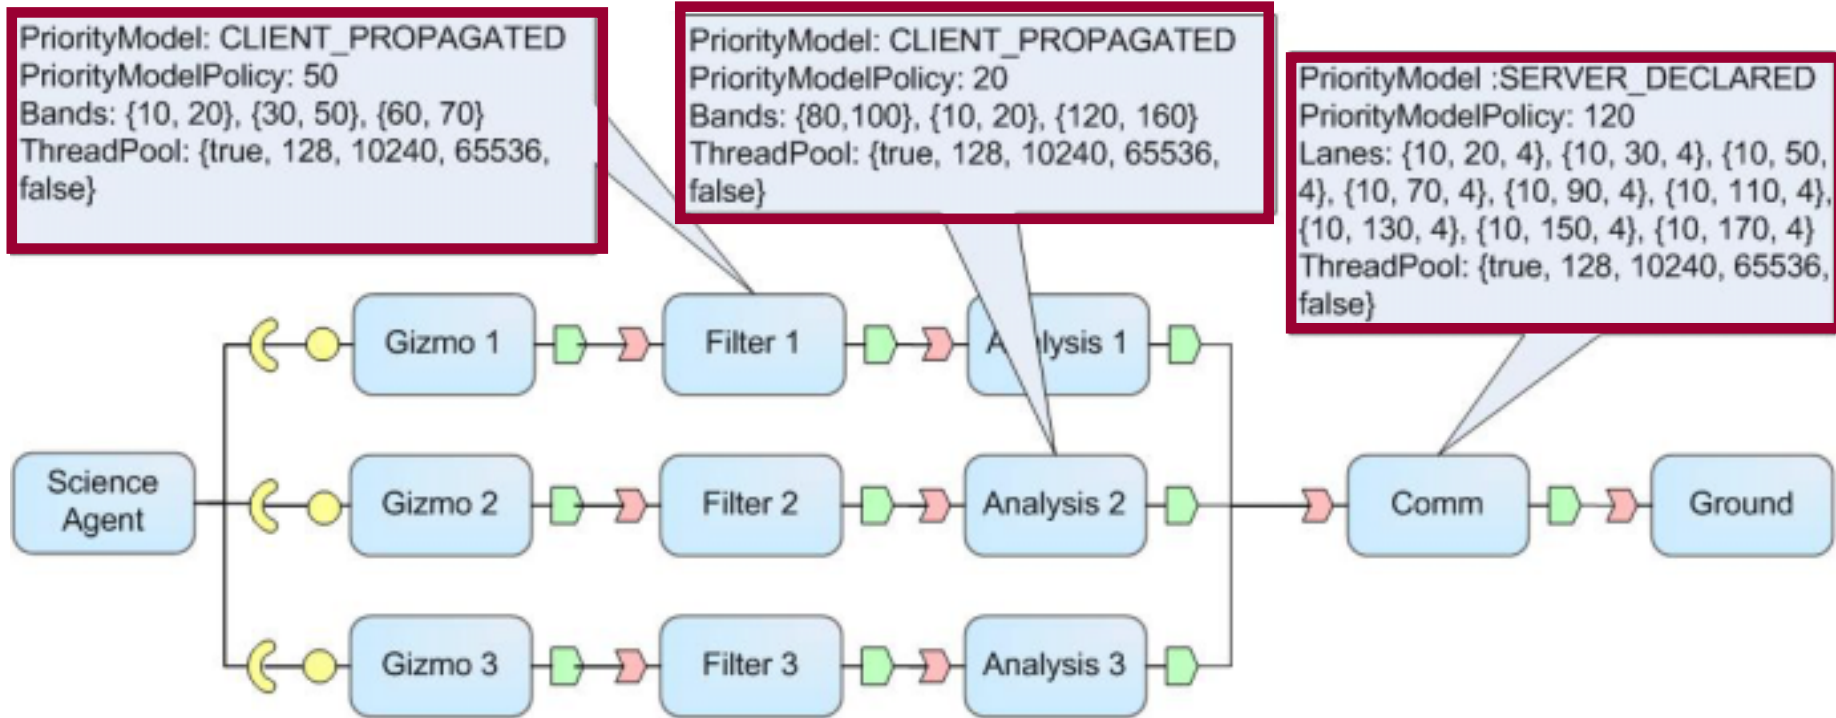 PriorityModel: CLIENT_PROPAGATED
PriorityModelPolicy: 50
Bands: {10, 20}, {30, 50}, {60, 70}
ThreadPool: {true, 128, 10240, 65536,
false}
PriorityModel: CLIENT_PROPAGATED
PriorityModelPolicy: 20
Bands: {80,100}, {10, 20}, {120, 160}
ThreadPool: {true, 128, 10240, 65536,
false}
PriorityModel :SERVER_DECLARED
PriorityModelPolicy: 120
Lanes: {10, 20, 4}, {10, 30, 4}, {10, 50,
4}, {10, 70, 4}, {10, 90, 4}, {10, 110, 4},
{10, 130, 4}, {10, 150, 4}, {10, 170, 4}
ThreadPool: {true, 128, 10240, 65536,
false}
Gizmo 1
Filter 1
Analysis 1
Science
Agent
Gizmo 2
Filter 2
Analysis 2
Comm
Ground
Gizmo 3
Filter 3
Analysis 3